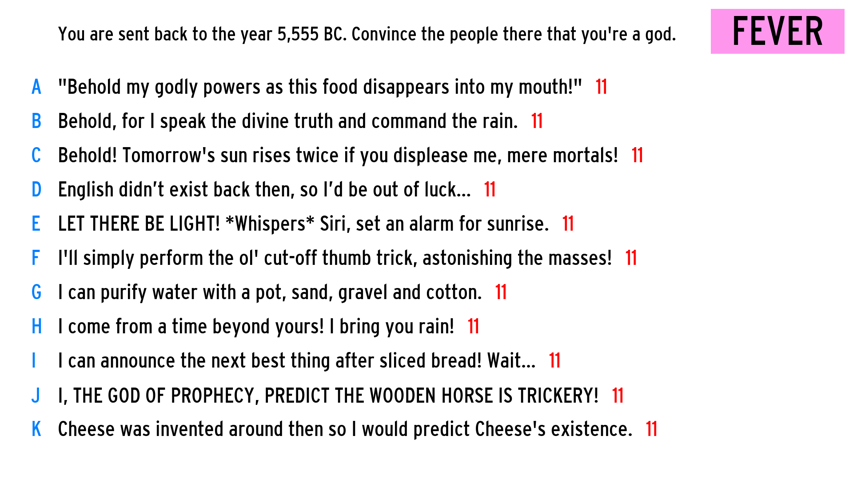 You are sent back to the year 5,555 BC. Convince the people there that you're a god.
FEVER
A "Behold my godly powers as this food disappears into my mouth!" 11
B Behold, for I speak the divine truth and command the rain. 11
C Behold! Tomorrow's sun rises twice if you displease me, mere mortals! 11
D English didn’t exist back then, so I’d be out of luck... 11
E LET THERE BE LIGHT! *Whispers* Siri, set an alarm for sunrise. 11
F I'll simply perform the ol' cut-off thumb trick, astonishing the masses! 11
G I can purify water with a pot, sand, gravel and cotton. 11
H I come from a time beyond yours! I bring you rain! 11
I I can announce the next best thing after sliced bread! Wait... 11
J I, THE GOD OF PROPHECY, PREDICT THE WOODEN HORSE IS TRICKERY! 11
K Cheese was invented around then so I would predict Cheese's existence. 11